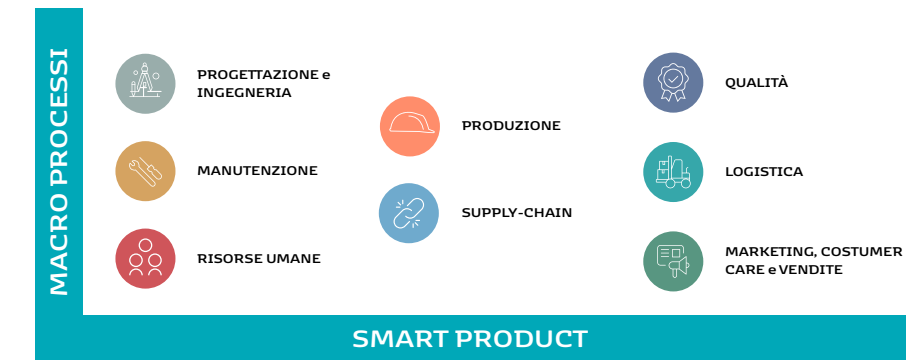 MACRO PROCESSI
PROGETTAZIONE e
INGEGNERIA
MANUTENZIONE
RISORSE UMANE
PRODUZIONE
SUPPLY-CHAIN
QUALITÀ
LOGISTICA
MARKETING, COSTUMER
CARE e VENDITE
SMART PRODUCT